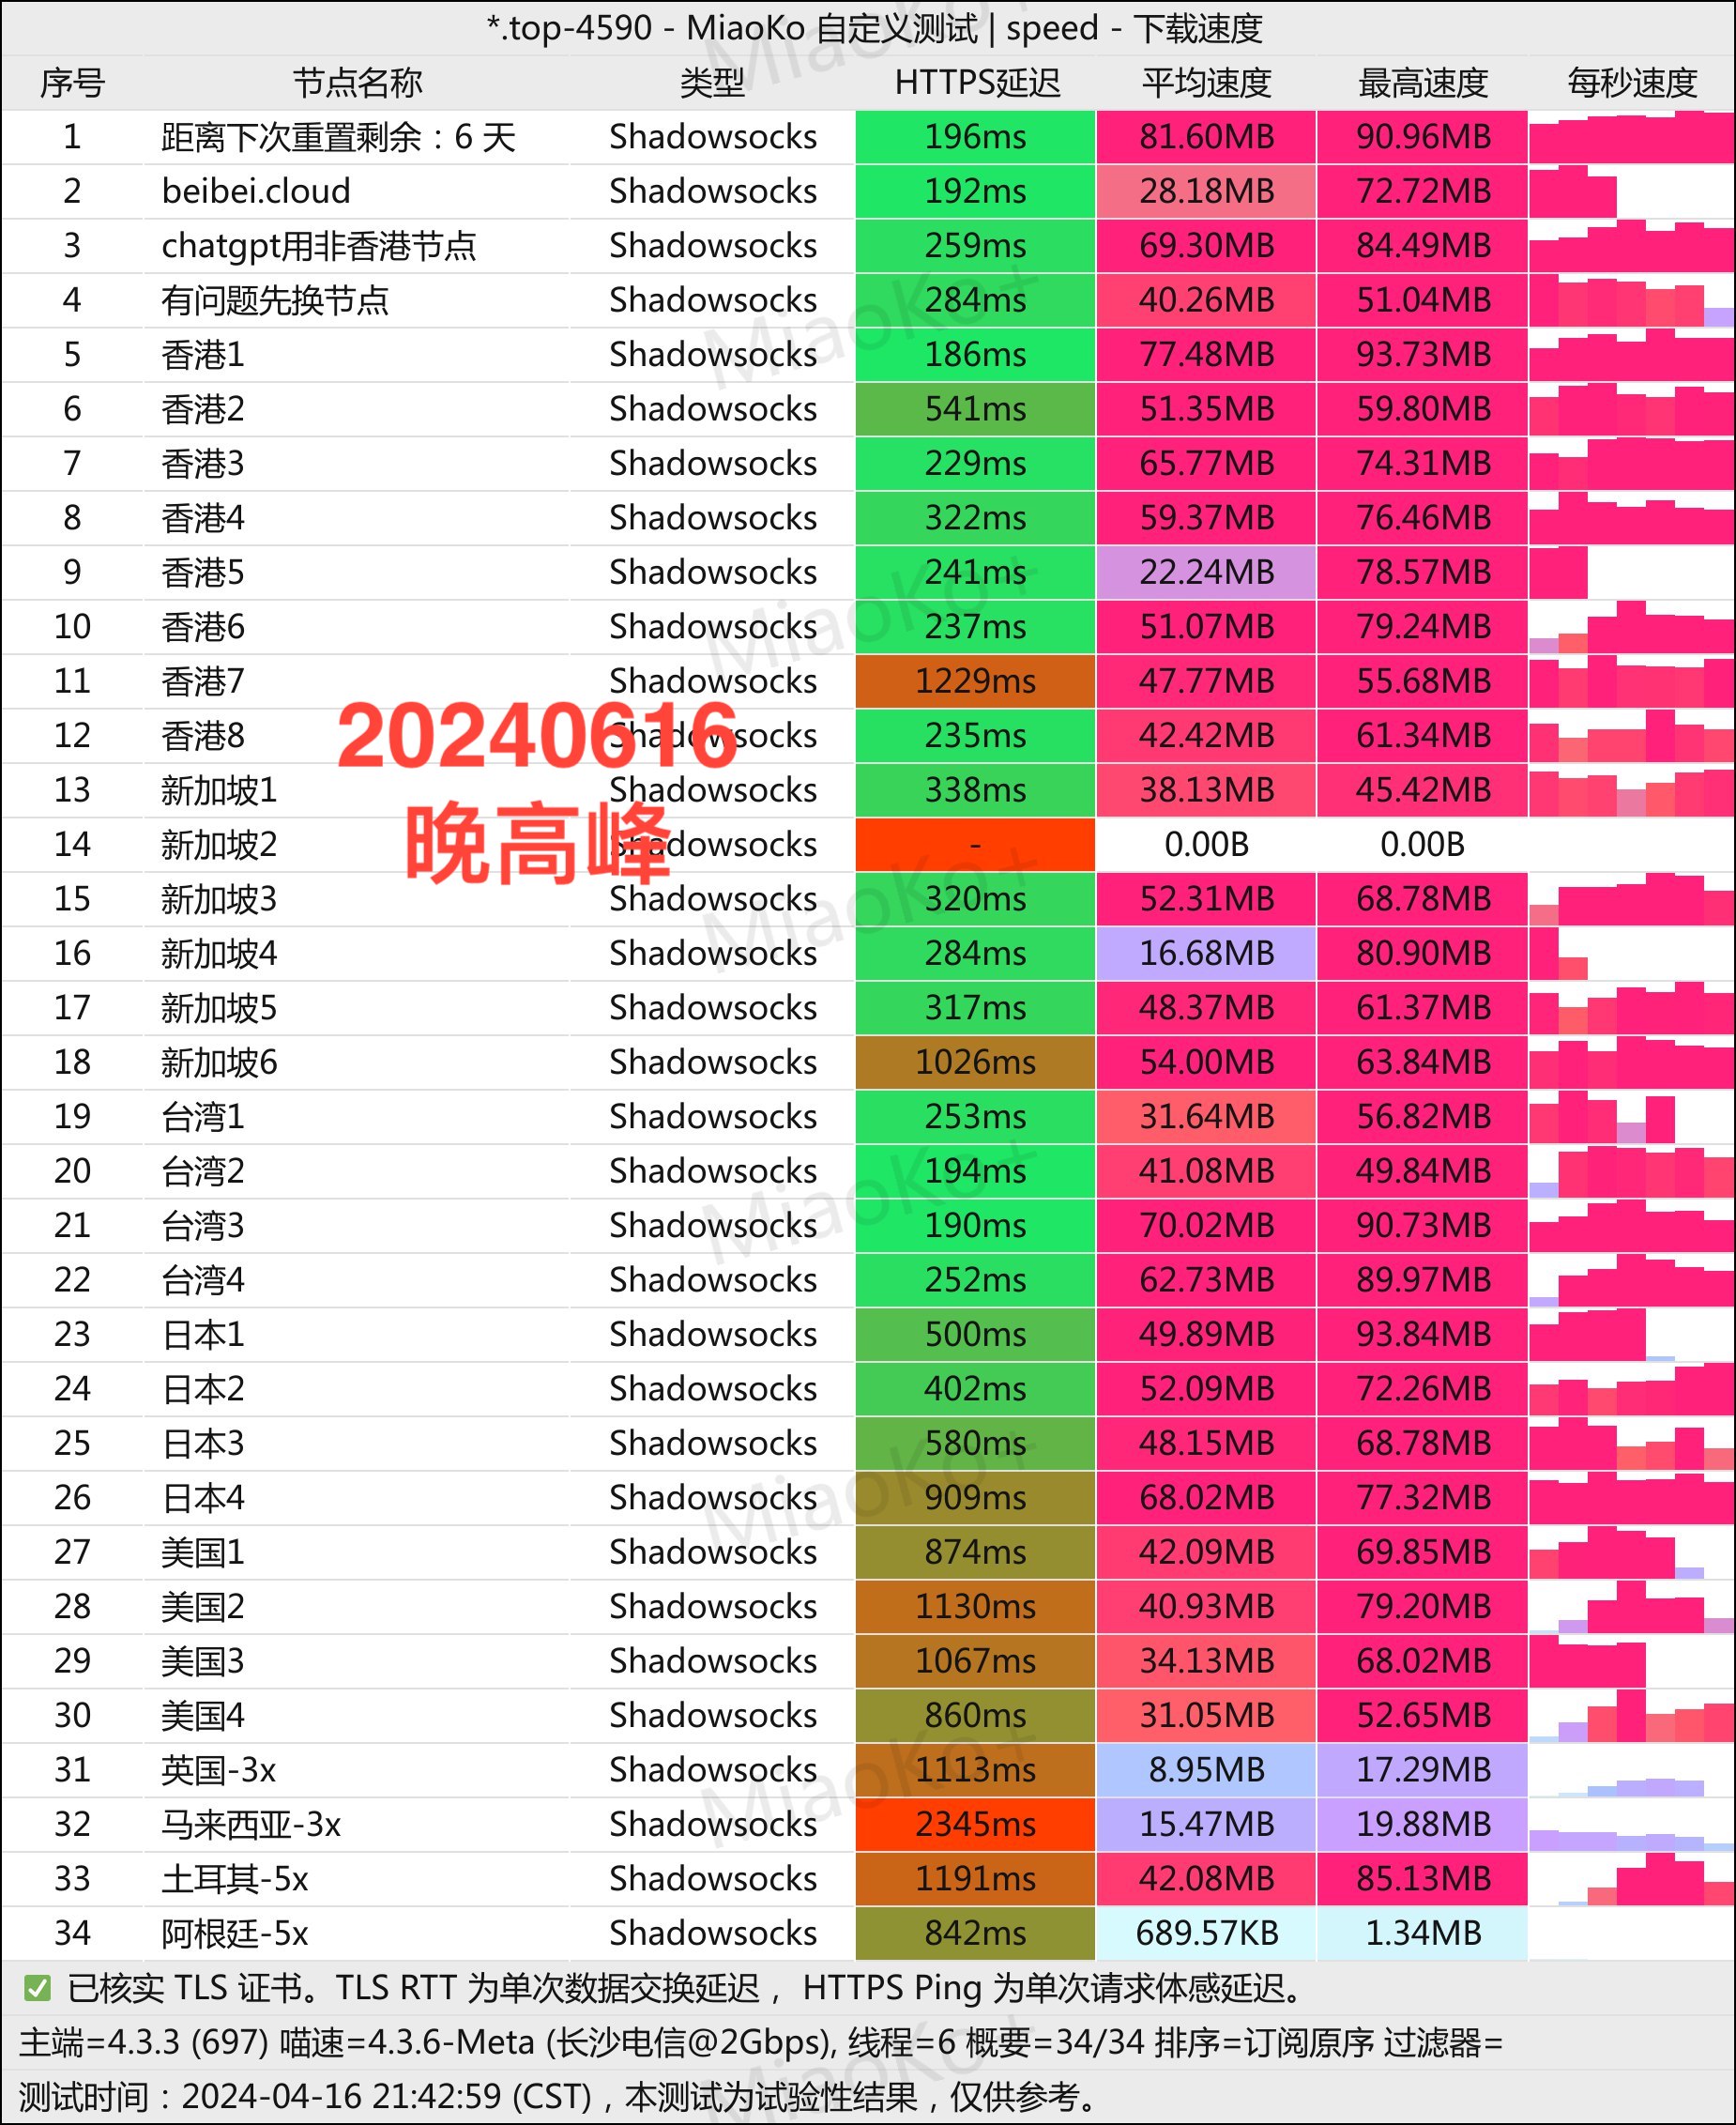 *.top-4590 - MiaoKo 自定义测试 | speed - 下载速度
序号 节点名称 类型 HTTPS延迟 平均速度 最高速度 每秒速度
1 距离下次重置剩余：6 天 Shadowsocks 196ms 81.60MB 90.96MB
2 beibei.cloud Shadowsocks 192ms 28.18MB 72.72MB
3 chatgpt用非香港节点 Shadowsocks 259ms 69.30MB 84.49MB
4 有问题先换节点 Shadowsocks 284ms 40.26MB 51.04MB
5 香港1 Shadowsocks 186ms 77.48MB 93.73MB
6 香港2 Shadowsocks 541ms 51.35MB 59.80MB
7 香港3 Shadowsocks 229ms 65.77MB 74.31MB
8 香港4 Shadowsocks 322ms 59.37MB 76.46MB
9 香港5 Shadowsocks 241ms 22.24MB 78.57MB
10 香港6 Shadowsocks 237ms 51.07MB 79.24MB
11 香港7 Shadowsocks 1229ms 47.77MB 55.68MB
12 香港8 Shadowsocks 235ms 42.42MB 61.34MB
20240616
13 新加坡1 Shadowsocks 338ms 38.13MB 45.42MB
14 新加坡2 Shadowsocks - 0.00B 0.00B
晚高峰
15 新加坡3 Shadowsocks 320ms 52.31MB 68.78MB
16 新加坡4 Shadowsocks 284ms 16.68MB 80.90MB
17 新加坡5 Shadowsocks 317ms 48.37MB 61.37MB
18 新加坡6 Shadowsocks 1026ms 54.00MB 63.84MB
19 台湾1 Shadowsocks 253ms 31.64MB 56.82MB
20 台湾2 Shadowsocks 194ms 41.08MB 49.84MB
21 台湾3 Shadowsocks 190ms 70.02MB 90.73MB
22 台湾4 Shadowsocks 252ms 62.73MB 89.97MB
23 日本1 Shadowsocks 500ms 49.89MB 93.84MB
24 日本2 Shadowsocks 402ms 52.09MB 72.26MB
25 日本3 Shadowsocks 580ms 48.15MB 68.78MB
26 日本4 Shadowsocks 909ms 68.02MB 77.32MB
27 美国1 Shadowsocks 874ms 42.09MB 69.85MB
28 美国2 Shadowsocks 1130ms 40.93MB 79.20MB
29 美国3 Shadowsocks 1067ms 34.13MB 68.02MB
30 美国4 Shadowsocks 860ms 31.05MB 52.65MB
31 英国-3x Shadowsocks 1113ms 8.95MB 17.29MB
32 马来西亚-3x Shadowsocks 2345ms 15.47MB 19.88MB
33 土耳其-5x Shadowsocks 1191ms 42.08MB 85.13MB
34 阿根廷-5x Shadowsocks 842ms 689.57KB 1.34MB
✅ 已核实 TLS 证书。TLS RTT 为单次数据交换延迟， HTTPS Ping 为单次请求体感延迟。
主端=4.3.3 (697) 喵速=4.3.6-Meta (长沙电信@2Gbps), 线程=6 概要=34/34 排序=订阅原序 过滤器=
测试时间：2024-04-16 21:42:59 (CST)，本测试为试验性结果，仅供参考。
MiaoKo+
MiaoKo+
MiaoKo+
MiaoKo+
MiaoKo+
MiaoKo+
MiaoKo+
MiaoKo+